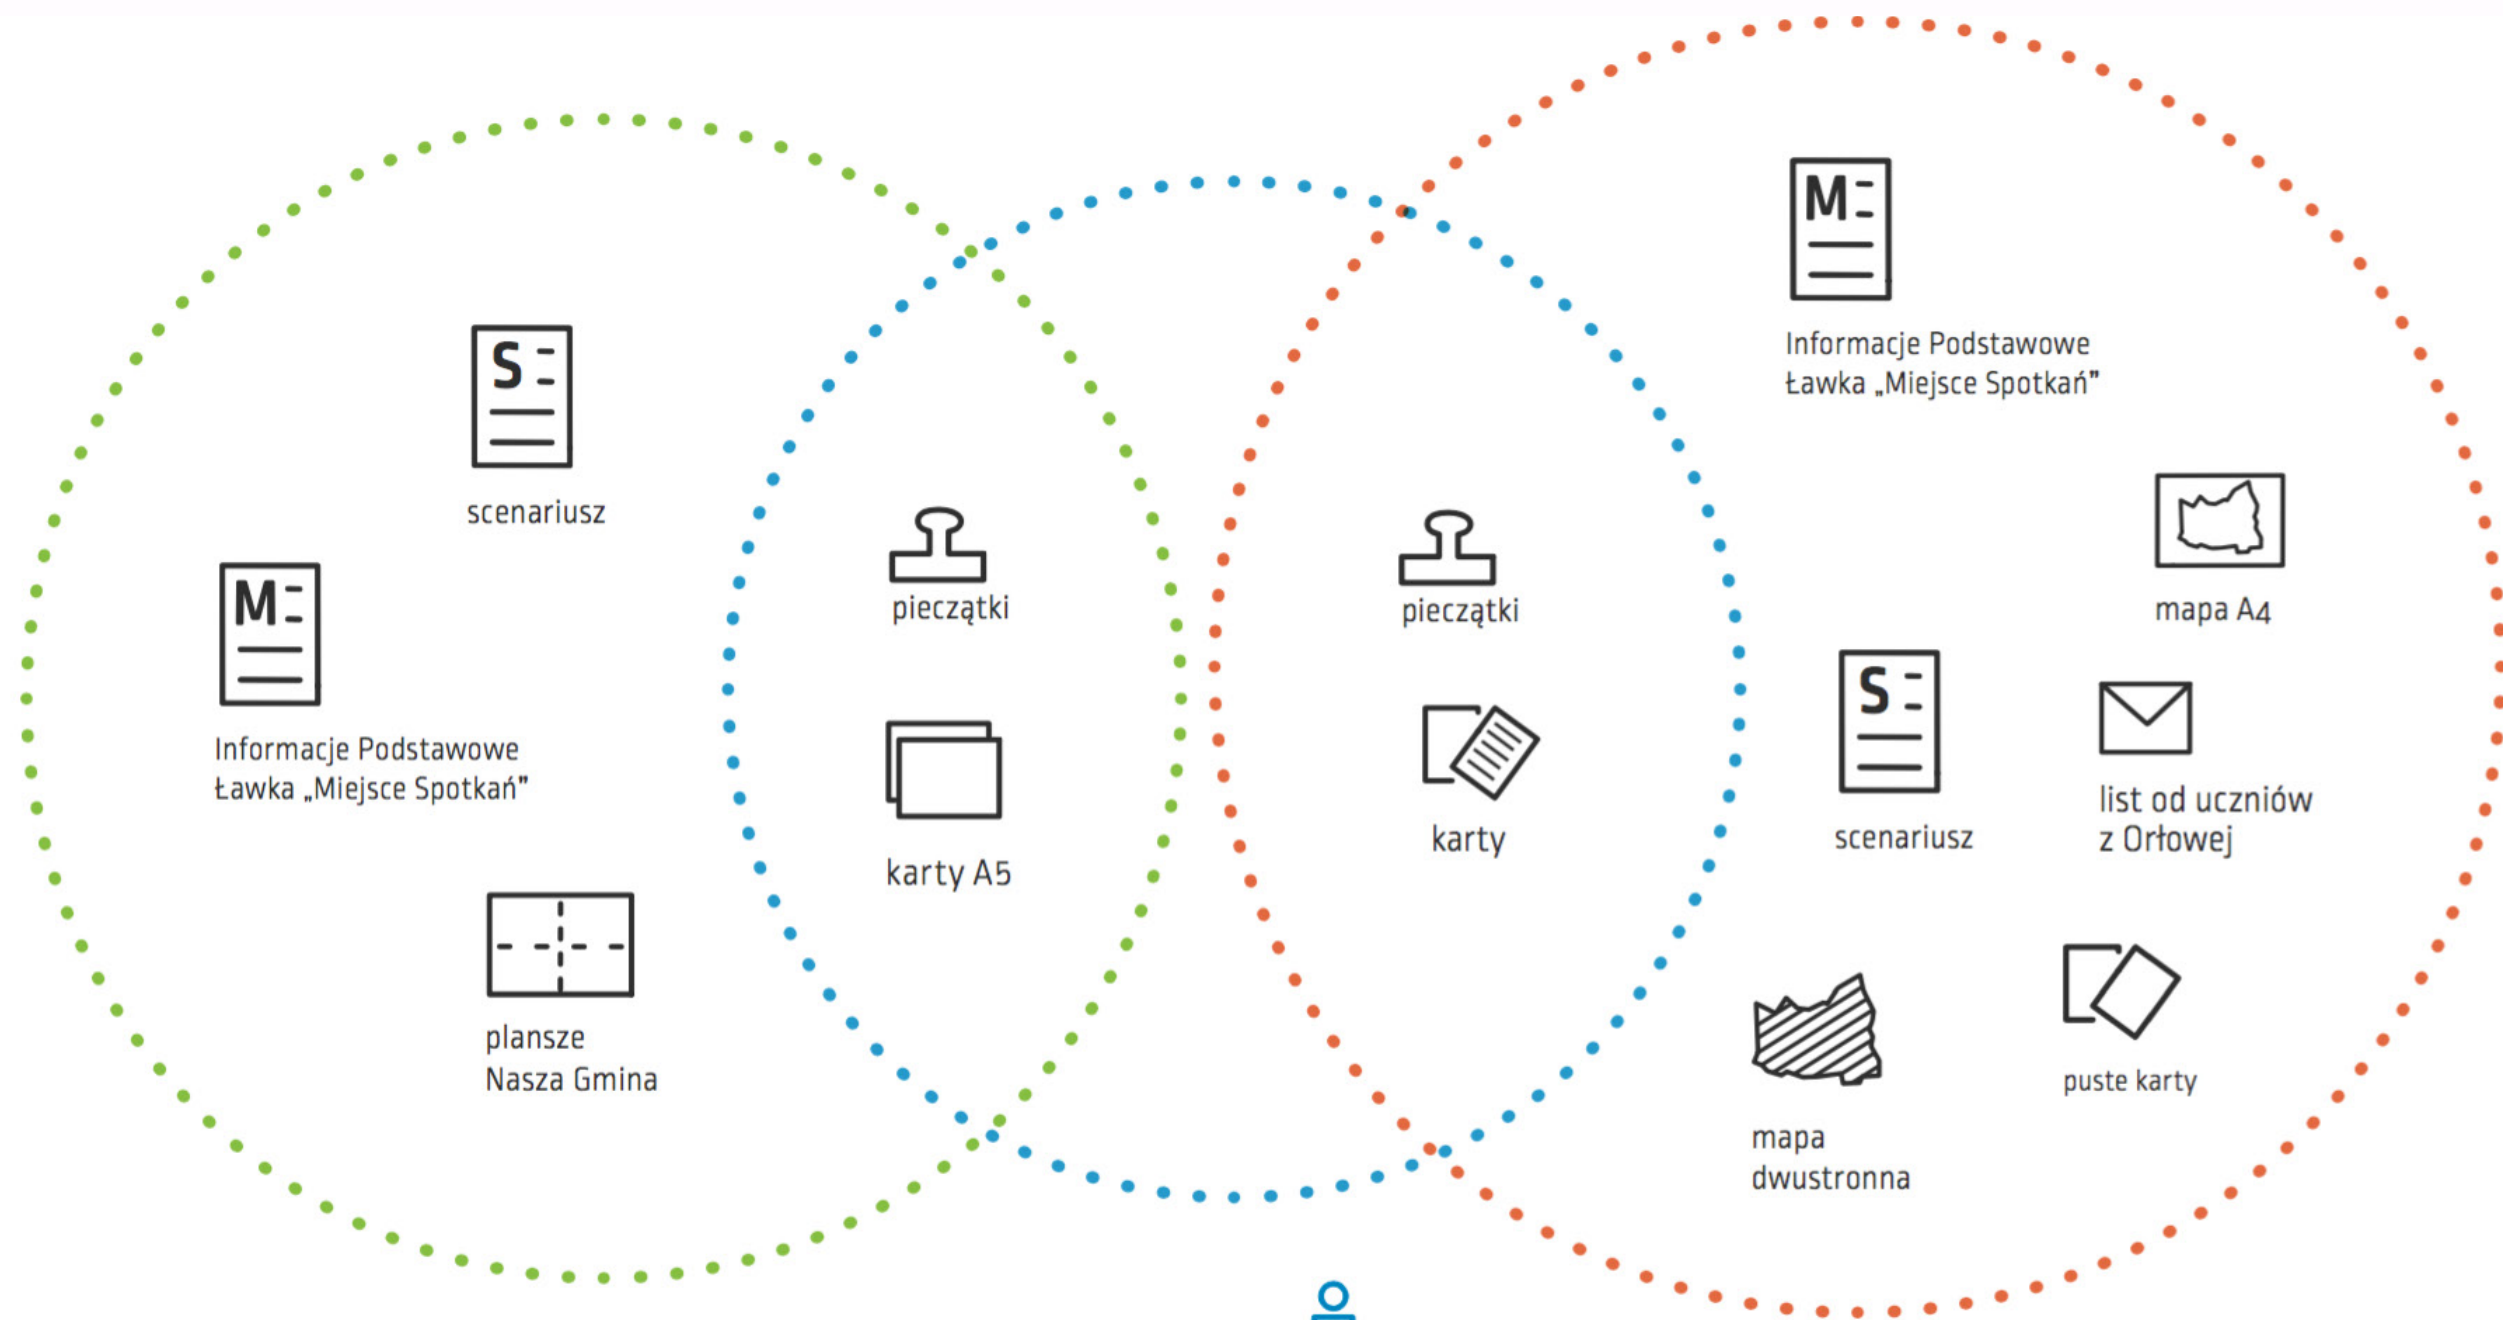 S
scenariusz
M
Informacje Podstawowe
Ławka „Miejsce Spotkań”
plansze
Nasza Gmina
pieczątki
karty A5
pieczątki
karty
M
Informacje Podstawowe
Ławka „Miejsce Spotkań”
mapa A4
S
scenariusz
list od uczniów
z Orłowej
mapa
dwustronna
puste karty